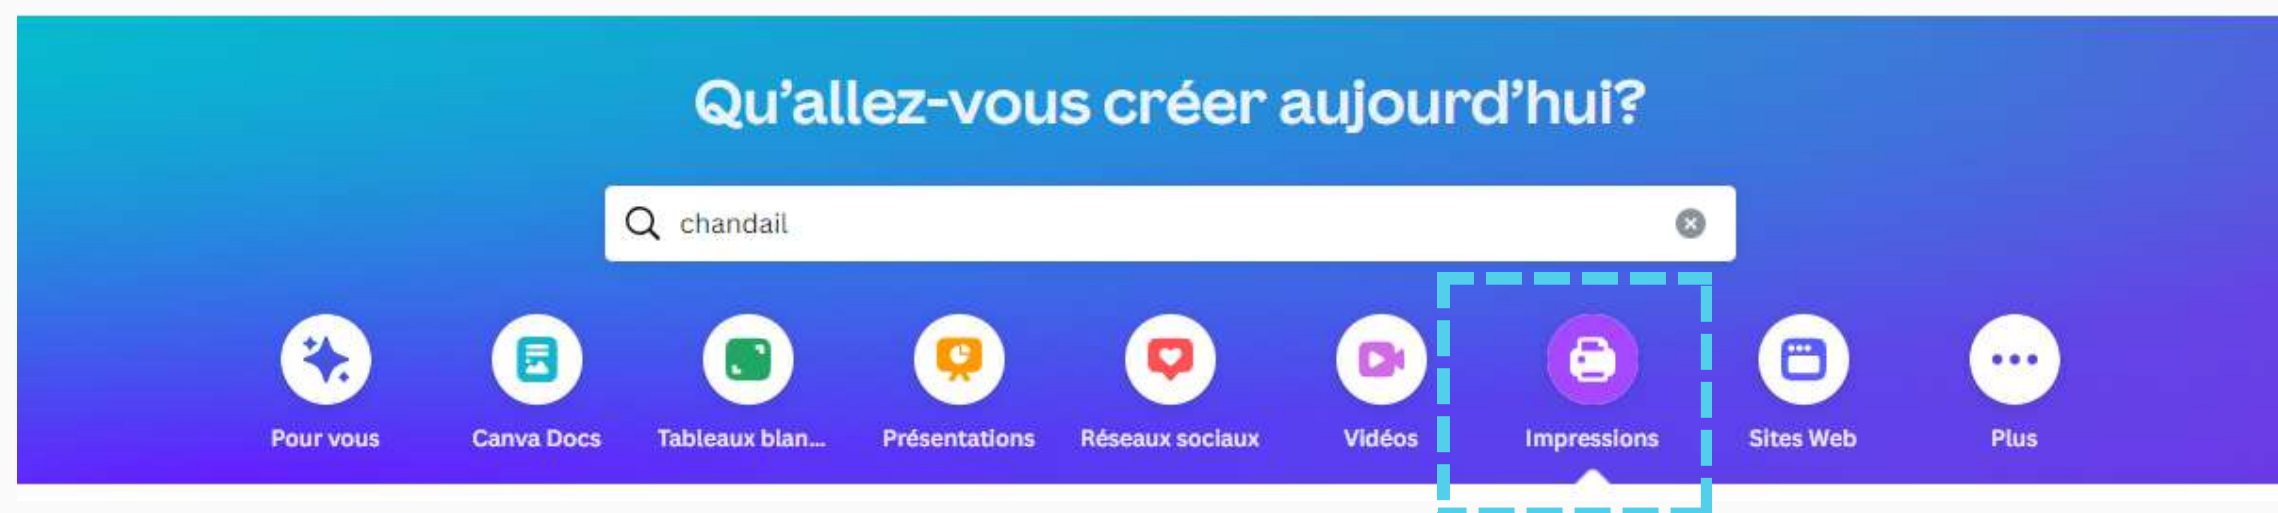 Qu’allez-vous créer aujourd’hui?
chandail
Pour vous
Canva Docs
Tableaux blan...
Présentations
Réseaux sociaux
Vidéos
Impressions
Sites Web
Plus